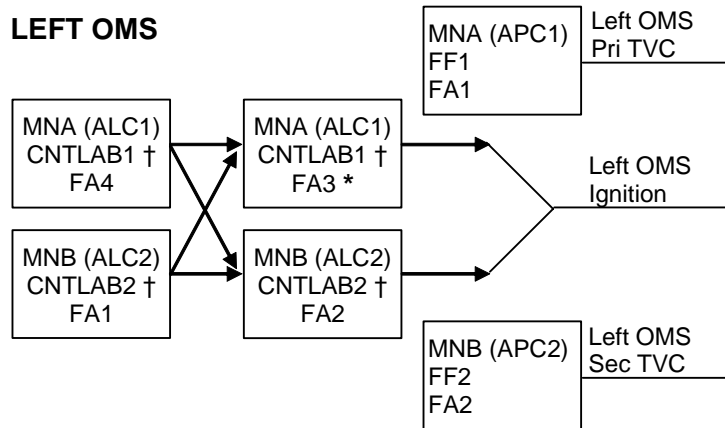 LEFT OMS
MNA (APC1)
FF1
FA1
Left OMS
Pri TVC
MNA (ALC1)
CNTLAB1 †
FA4
MNA (ALC1)
CNTLAB1 †
FA3 *
Left OMS
Ignition
MNB (ALC2)
CNTLAB2 †
FA1
MNB (ALC2)
CNTLAB2 †
FA2
MNB (APC2)
FF2
FA2
Left OMS
Sec TVC